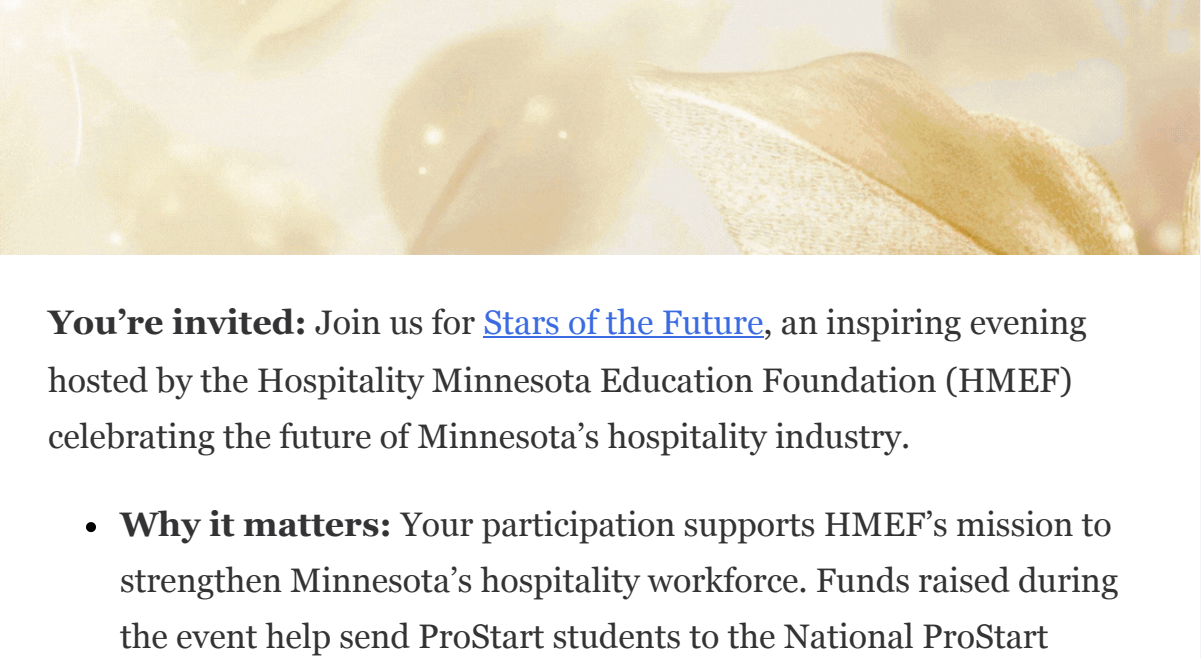 You’re invited: Join us for Stars of the Future, an inspiring evening
hosted by the Hospitality Minnesota Education Foundation (HMEF)
celebrating the future of Minnesota’s hospitality industry.
• Why it matters: Your participation supports HMEF’s mission to
strengthen Minnesota’s hospitality workforce. Funds raised during
the event help send ProStart students to the National ProStart